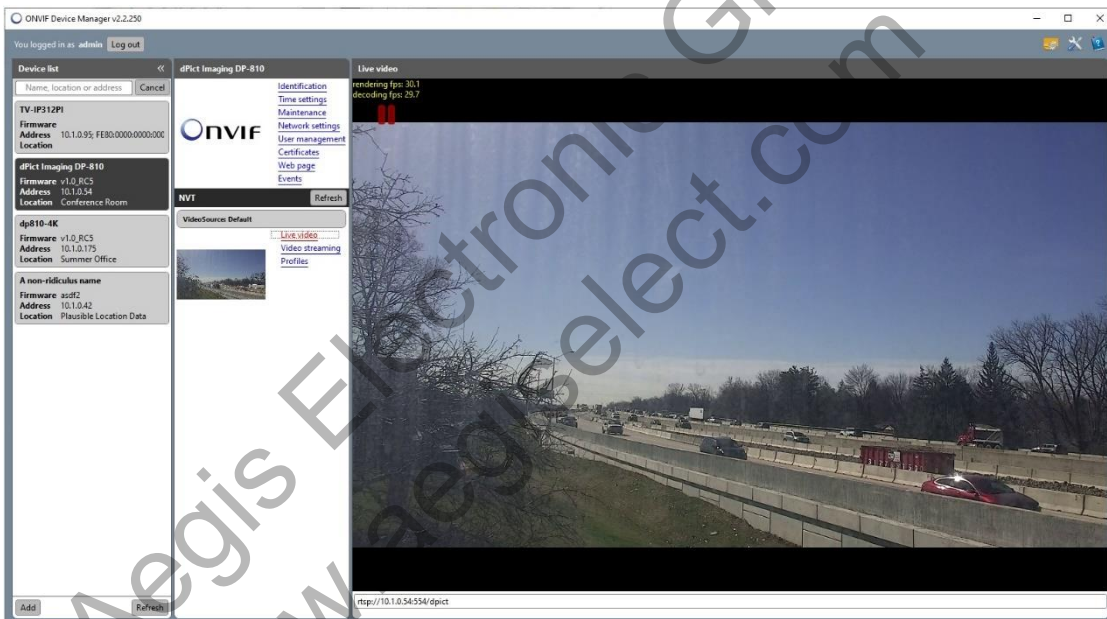 ONVIF Device Manager v2.2.250
You logged in as admin Log out
Device list
Name, location or address Cancel
TV-IP312PI
Firmware
Address 10.1.0.95; FE80:0000:0000:00C
Location
dPict Imaging DP-810
Firmware v1.0_RC5
Address 10.1.0.54
Location Conference Room
dp810-4K
Firmware v1.0_RC5
Address 10.1.0.175
Location Summer Office
A non-ridiculus name
Firmware asdf2
Address 10.1.0.42
Location Plausible Location Data
Add Refresh
dPict Imaging DP-810
ONVIF
Identification
Time settings
Maintenance
Network settings
User management
Certificates
Web page
Events
NVT Refresh
VideoSource: Default
Live video
Video streaming
Profiles
Live video
rendering fps: 30.1
decoding fps: 29.7
rtsp://10.1.0.54:554/dpict
Aegis Electronic G
www.aegiselect.com